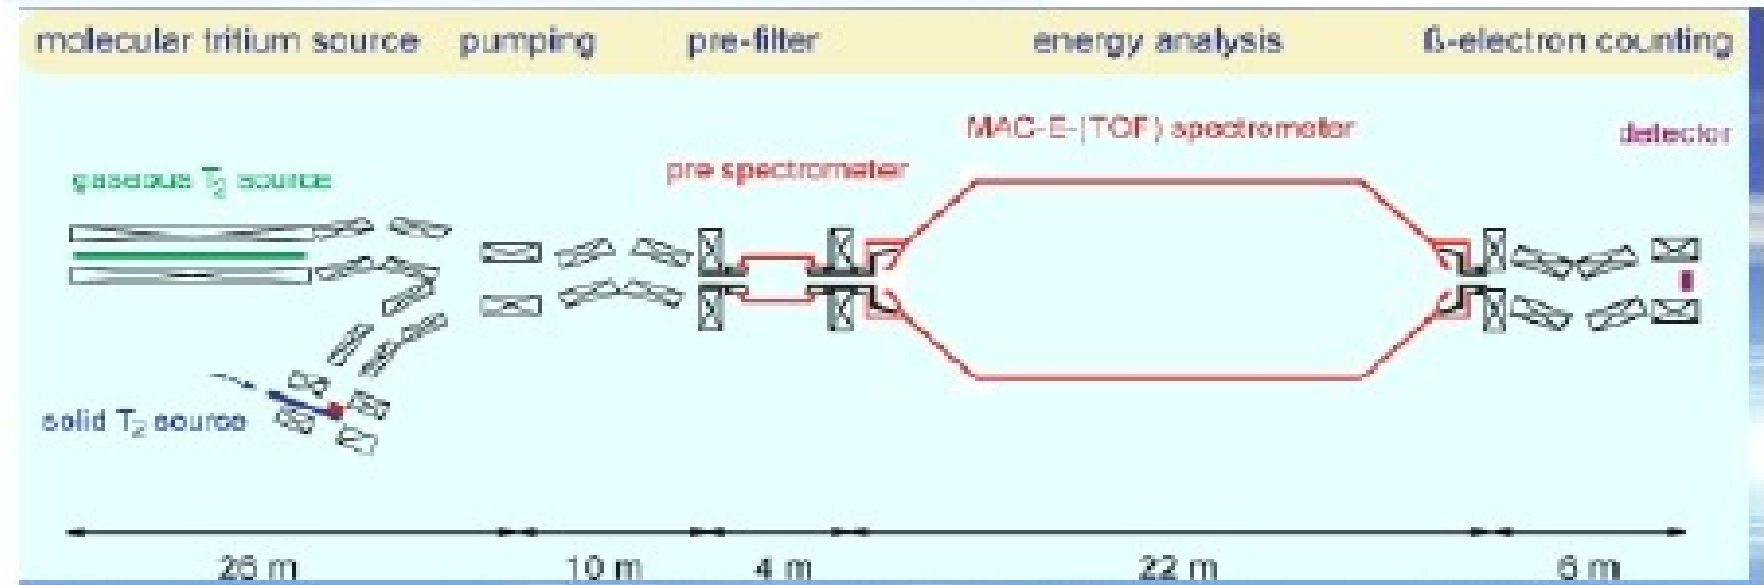 molecular tritium source pumping pre-filter energy analysis ß-electron counting
MAC-E-(TOF) spectrometer
detector
pre spectrometer
gaseous T2 source
solid T2 source
10 m 4 m 22 m 6 m